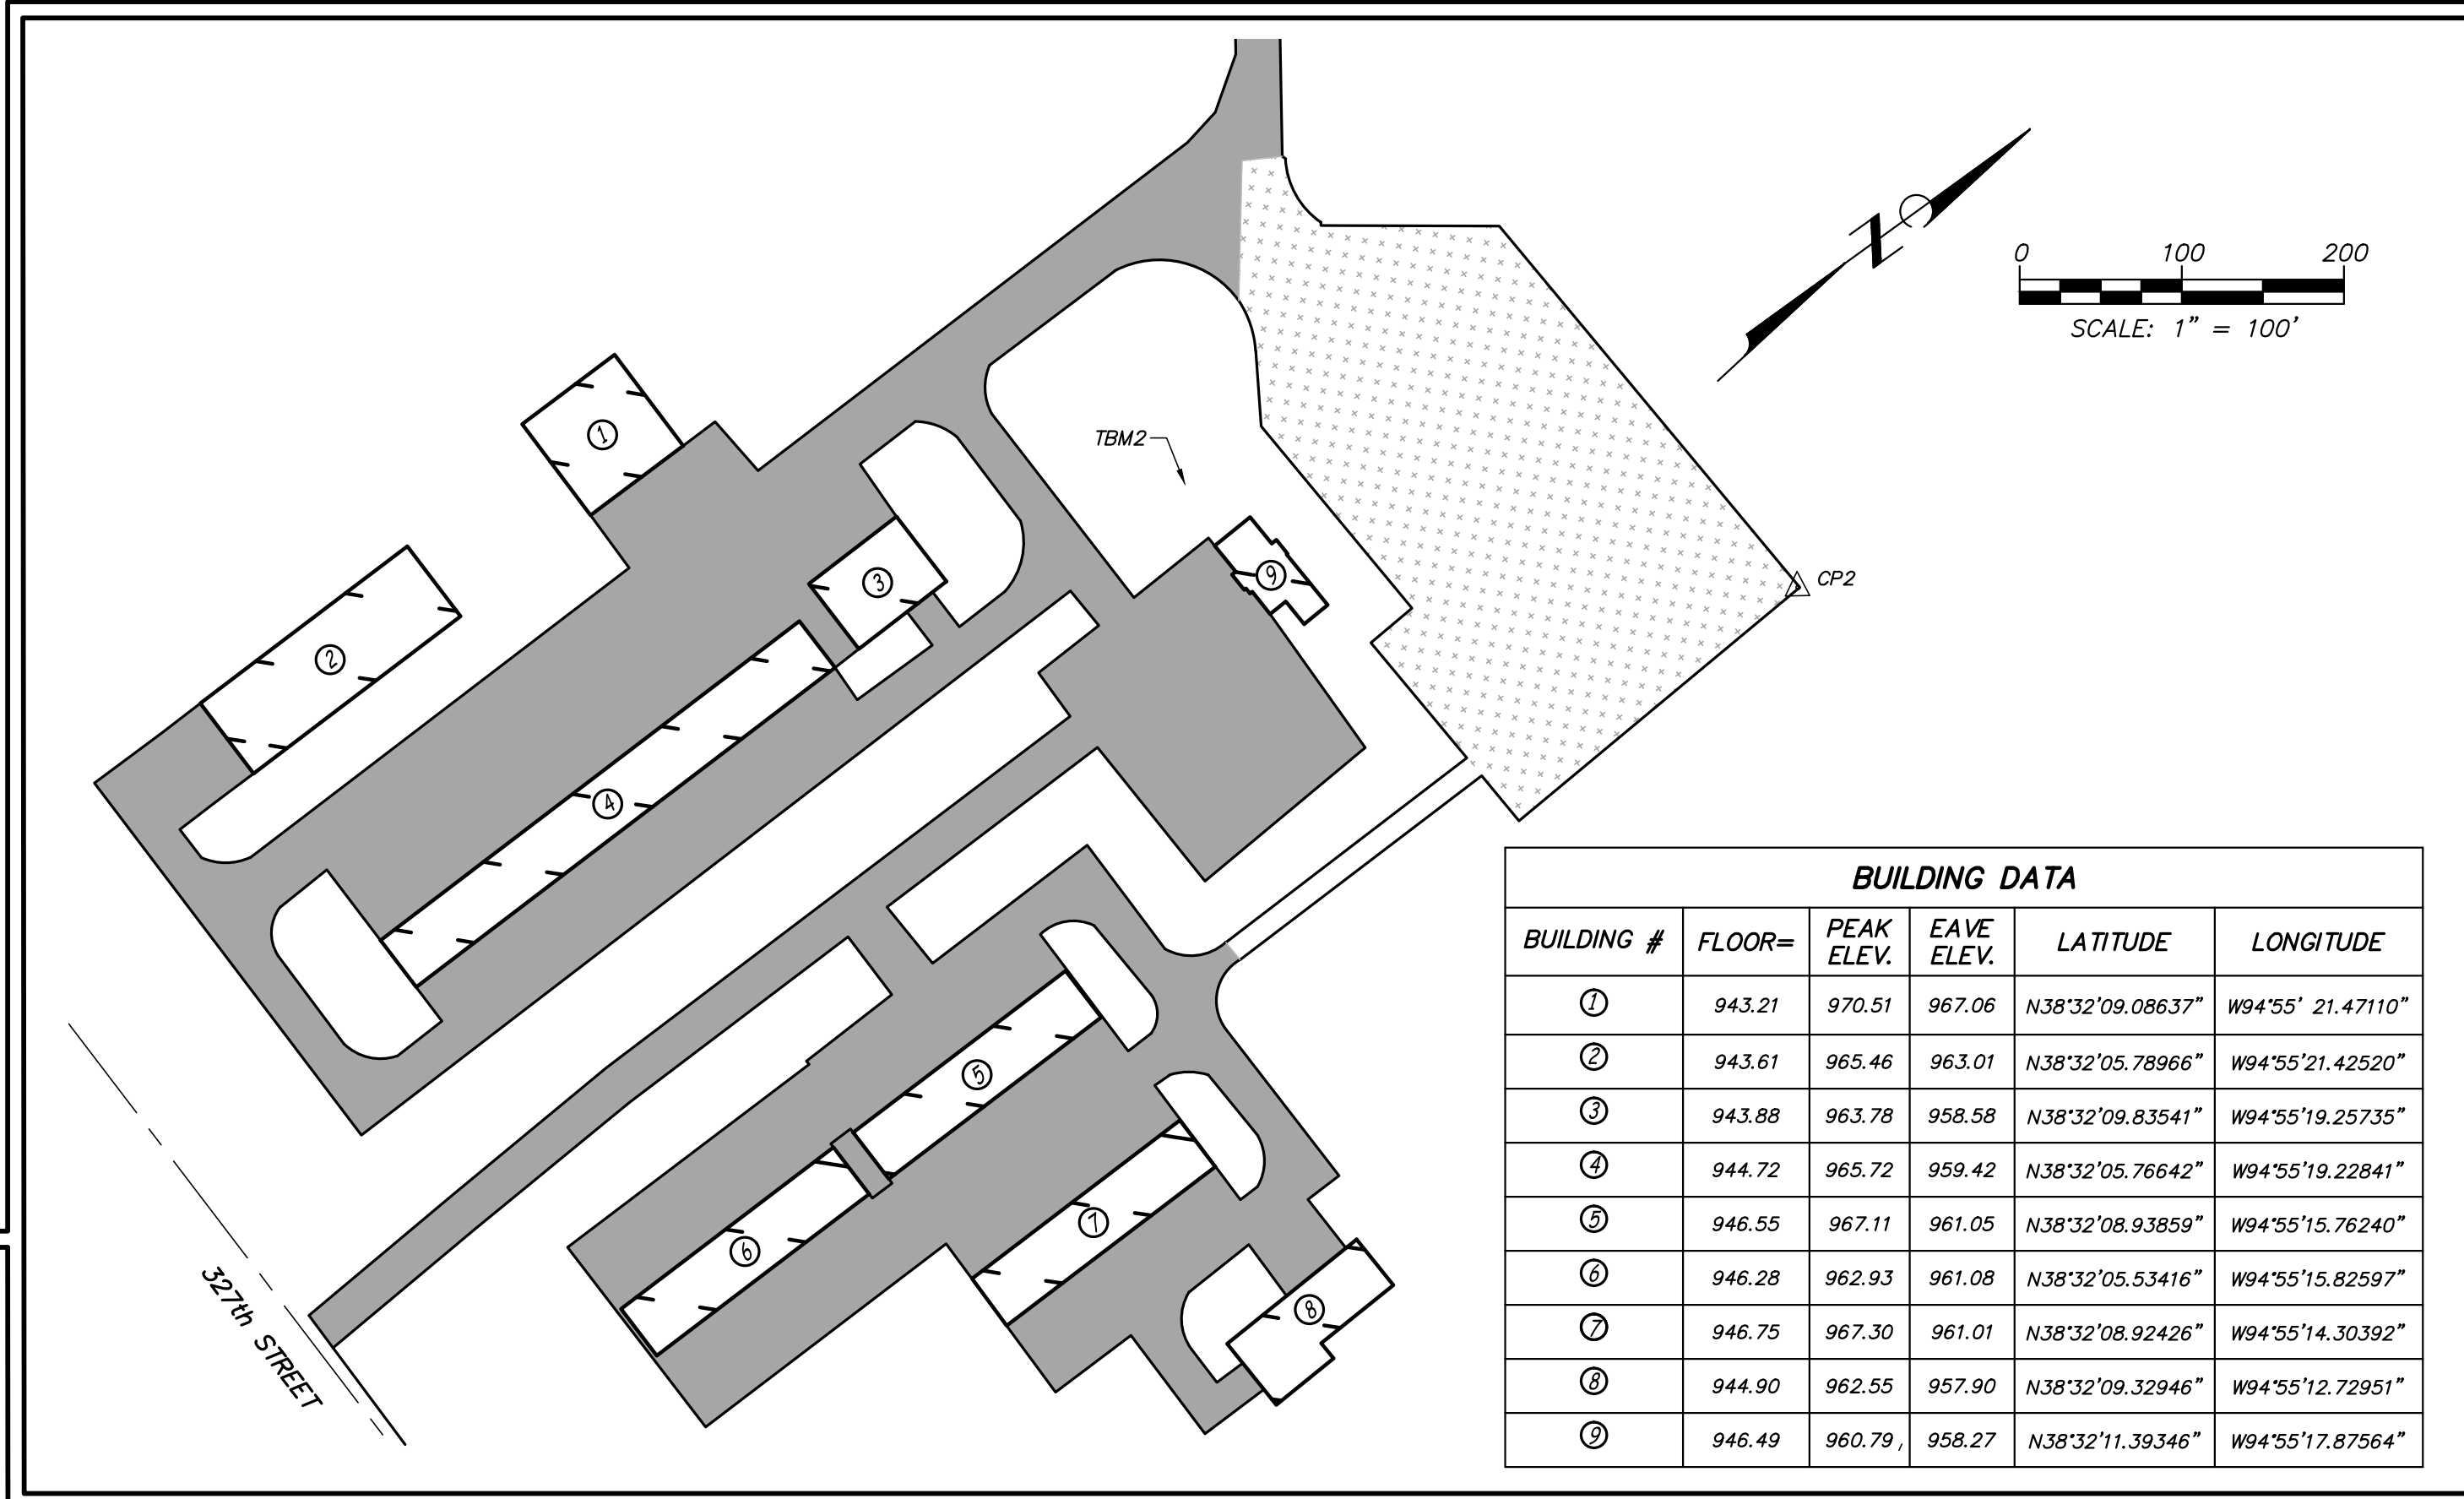 N
0 100 200
SCALE: 1" = 100'
1
TBM2
3
9
CP2
2
4
5
7
6
8
327th STREET
BUILDING DATA
BUILDING # FLOOR= PEAK ELEV. EAVE ELEV. LATITUDE LONGITUDE
1 943.21 970.51 967.06 N38°32'09.08637" W94°55' 21.47110"
2 943.61 965.46 963.01 N38°32'05.78966" W94°55'21.42520"
3 943.88 963.78 958.58 N38°32'09.83541" W94°55'19.25735"
4 944.72 965.72 959.42 N38°32'05.76642" W94°55'19.22841"
5 946.55 967.11 961.05 N38°32'08.93859" W94°55'15.76240"
6 946.28 962.93 961.08 N38°32'05.53416" W94°55'15.82597"
7 946.75 967.30 961.01 N38°32'08.92426" W94°55'14.30392"
8 944.90 962.55 957.90 N38°32'09.32946" W94°55'12.72951"
9 946.49 960.79 , 958.27 N38°32'11.39346" W94°55'17.87564"